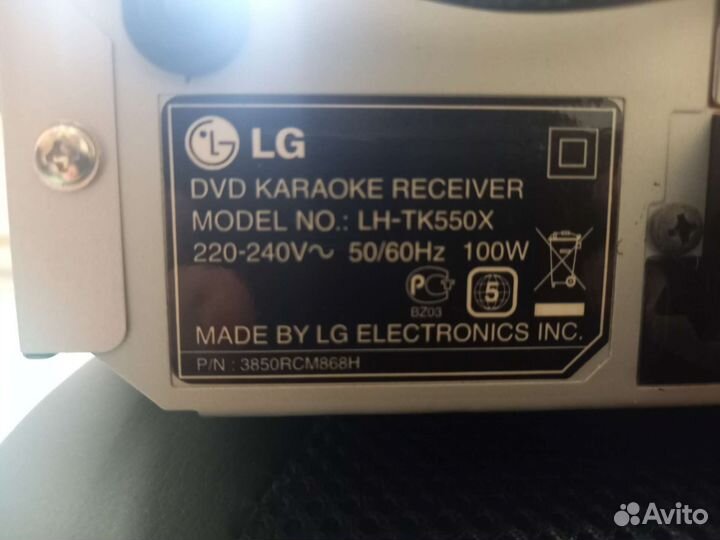 LG
DVD KARAOKE RECEIVER
MODEL NO.: LH-TK550X
220-240V~ 50/60Hz 100W
PC 5
BZ03
MADE BY LG ELECTRONICS INC.
P/N : 3850RCM868H
Avito